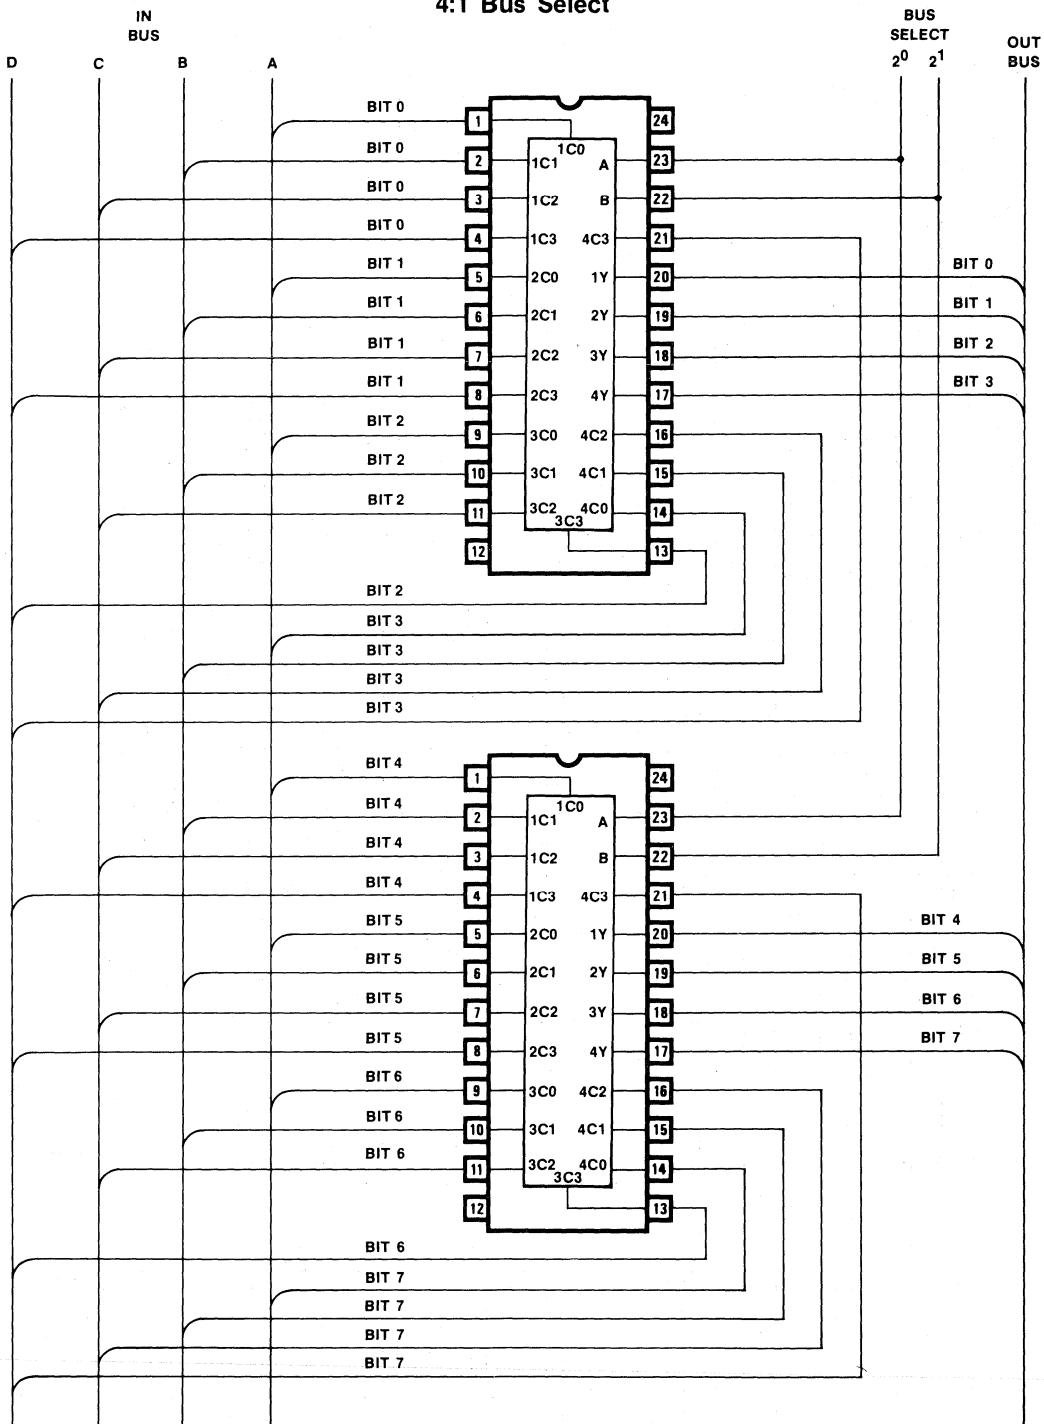 4:1 Bus Select
IN
BUS
BUS
SELECT
OUT
BUS
D C B A
2⁰ 2¹
BIT 0 1 1C0 24
BIT 0 2 1C1 A 23
BIT 0 3 1C2 B 22
BIT 0 4 1C3 4C3 21
BIT 1 5 2C0 1Y 20 BIT 0
BIT 1 6 2C1 2Y 19 BIT 1
BIT 1 7 2C2 3Y 18 BIT 2
BIT 1 8 2C3 4Y 17 BIT 3
BIT 2 9 3C0 4C2 16
BIT 2 10 3C1 4C1 15
BIT 2 11 3C2 4C0 14
3C3
12 13
BIT 2
BIT 3
BIT 3
BIT 3
BIT 3
BIT 4 1 1C0 24
BIT 4 2 1C1 A 23
BIT 4 3 1C2 B 22
BIT 4 4 1C3 4C3 21
BIT 5 5 2C0 1Y 20 BIT 4
BIT 5 6 2C1 2Y 19 BIT 5
BIT 5 7 2C2 3Y 18 BIT 6
BIT 5 8 2C3 4Y 17 BIT 7
BIT 6 9 3C0 4C2 16
BIT 6 10 3C1 4C1 15
BIT 6 11 3C2 4C0 14
3C3
12 13
BIT 6
BIT 7
BIT 7
BIT 7
BIT 7